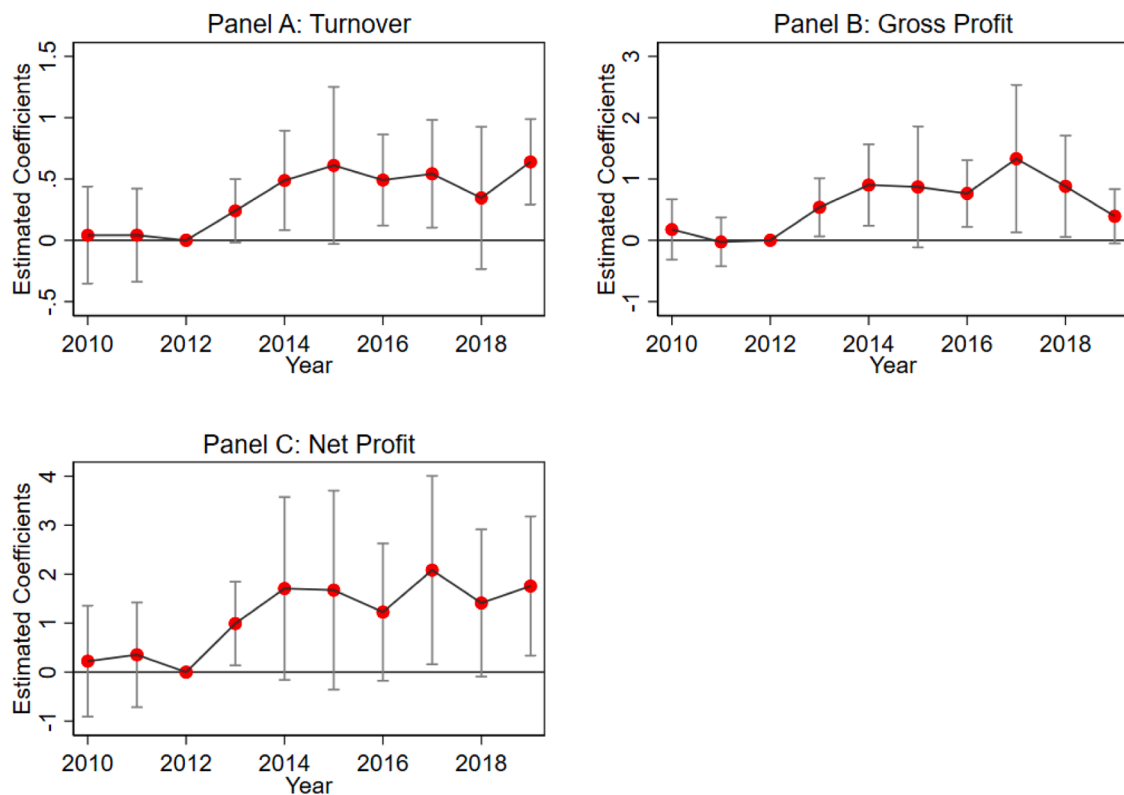 Panel A: Turnover
Estimated Coefficients
1.5
1
.5
0
-.5
2010 2012 2014 2016 2018
Year
Panel B: Gross Profit
Estimated Coefficients
3
2
1
0
-1
2010 2012 2014 2016 2018
Year
Panel C: Net Profit
Estimated Coefficients
4
3
2
1
0
-1
2010 2012 2014 2016 2018
Year